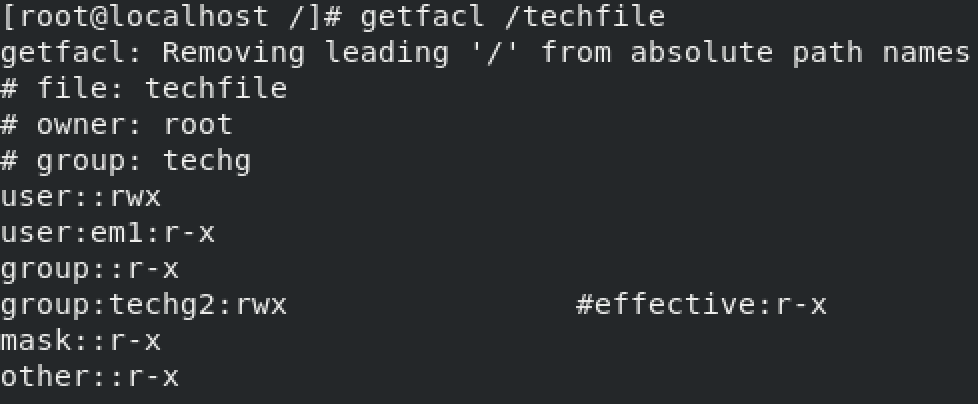 [root@localhost /]# getfacl /techfile
getfacl: Removing leading '/' from absolute path names
# file: techfile
# owner: root
# group: techg
user::rwx
user:em1:r-x
group::r-x
group:techg2:rwx                #effective:r-x
mask::r-x
other::r-x